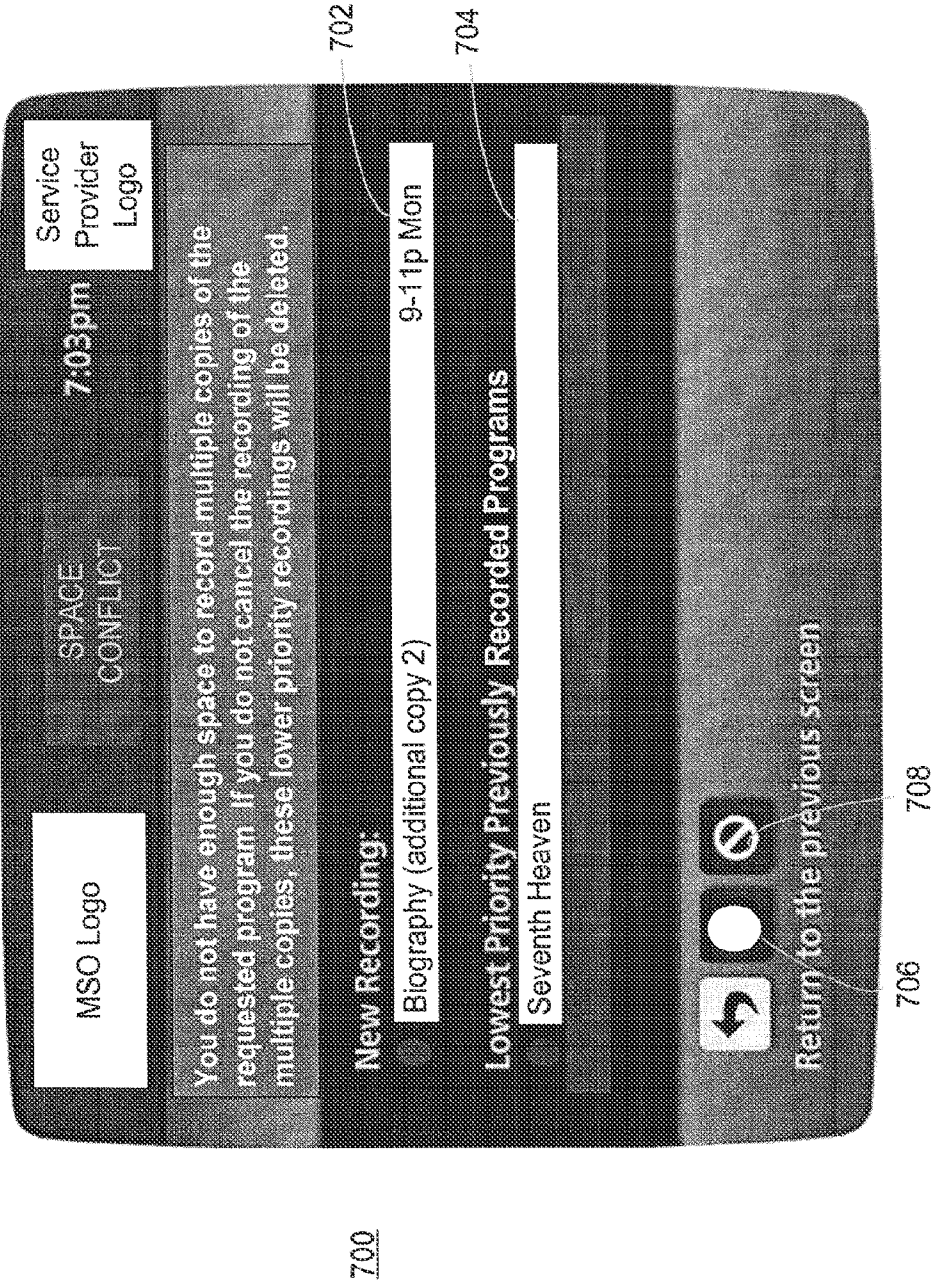 700
MSO Logo
SPACE
CONFLICT
7:03pm
Service
Provider
Logo
You do not have enough space to record multiple copies of the
requested program. If you do not cancel the recording of the
multiple copies, these lower priority recordings will be deleted.
New Recording:
702
Biography (additional copy 2) 9-11p Mon
Lowest Priority Previously Recorded Programs
704
Seventh Heaven
Return to the previous screen
706
708